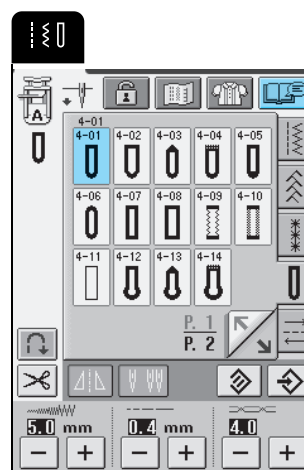 A
4-01
4-01 4-02 4-03 4-04 4-05
4-06 4-07 4-08 4-09 4-10
4-11 4-12 4-13 4-14
P. 1
P. 2
5.0 mm 0.4 mm 4.0
− + − + − +